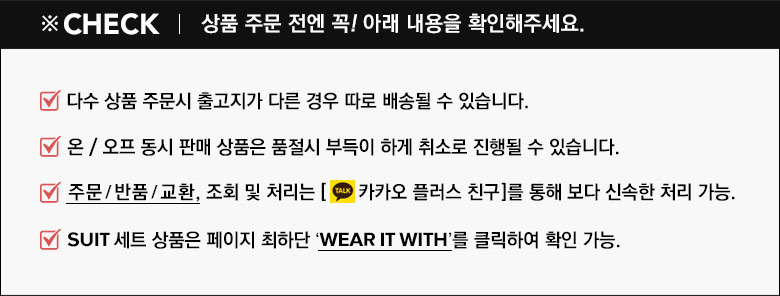 ※ CHECK | 상품 주문 전엔 꼭! 아래 내용을 확인해주세요.
다수 상품 주문시 출고지가 다른 경우 따로 배송될 수 있습니다.
온 / 오프 동시 판매 상품은 품절시 부득이 하게 취소로 진행될 수 있습니다.
주문/반품/교환, 조회 및 처리는 [ TALK 카카오 플러스 친구]를 통해 보다 신속한 처리 가능.
SUIT 세트 상품은 페이지 최하단 ‘WEAR IT WITH’를 클릭하여 확인 가능.